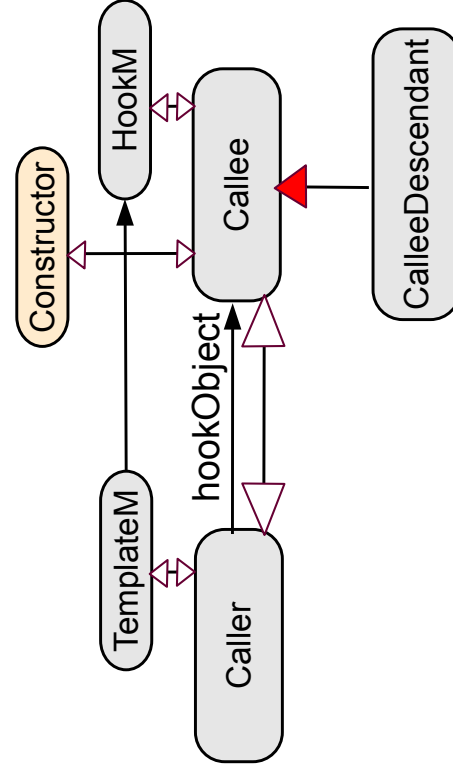 Constructor
TemplateM
HookM
hookObject
Caller
Callee
CalleeDescendant